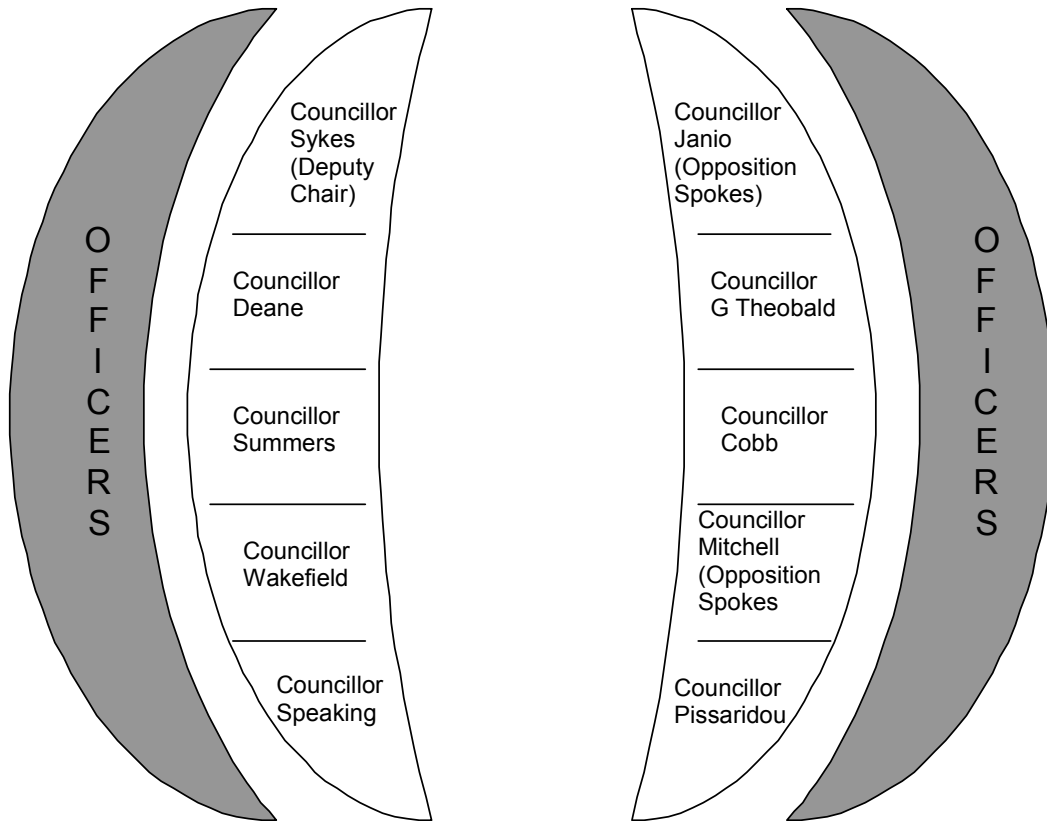 O
F
F
I
C
E
R
S
Councillor
Sykes
(Deputy
Chair)
Councillor
Deane
Councillor
Summers
Councillor
Wakefield
Councillor
Speaking
Councillor
Janio
(Opposition
Spokes)
Councillor
G Theobald
Councillor
Cobb
Councillor
Mitchell
(Opposition
Spokes
Councillor
Pissaridou
O
F
F
I
C
E
R
S